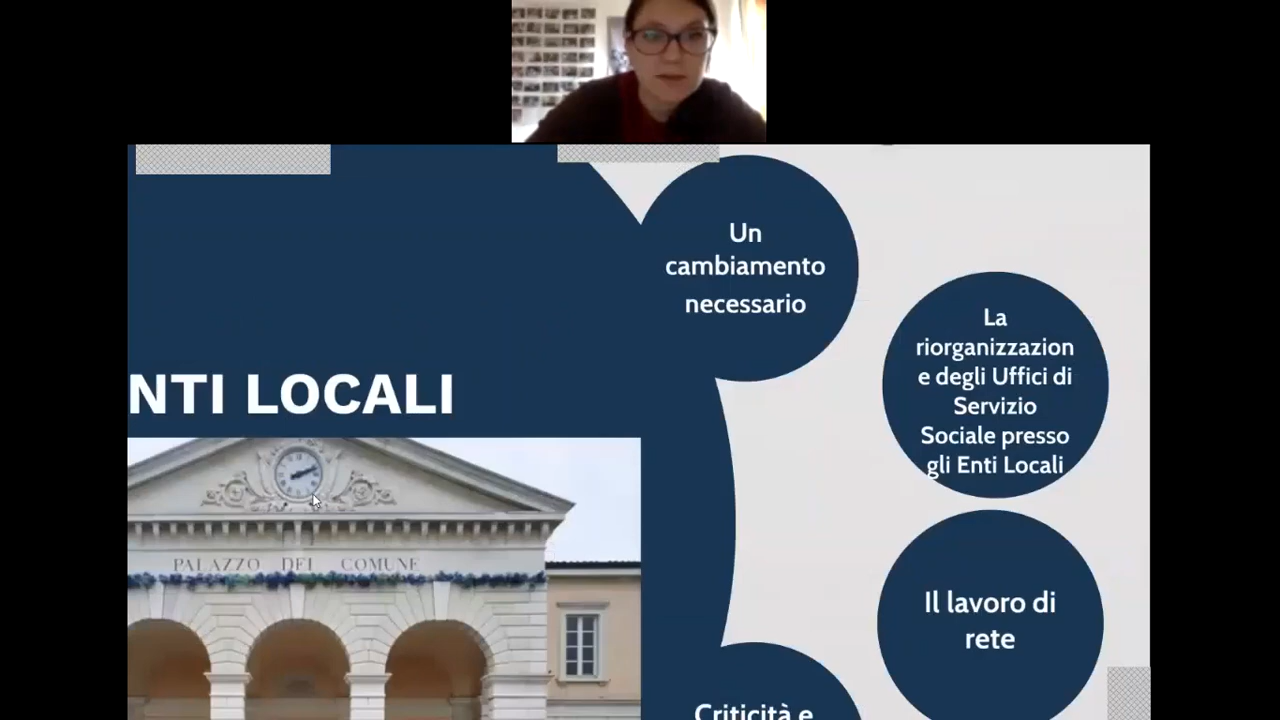 Un
cambiamento
necessario
La
riorganizzazion
e degli Uffici di
Servizio
Sociale presso
gli Enti Locali
NTI LOCALI
PALAZZO DEL COMUNE
Il lavoro di
rete
Criticità e